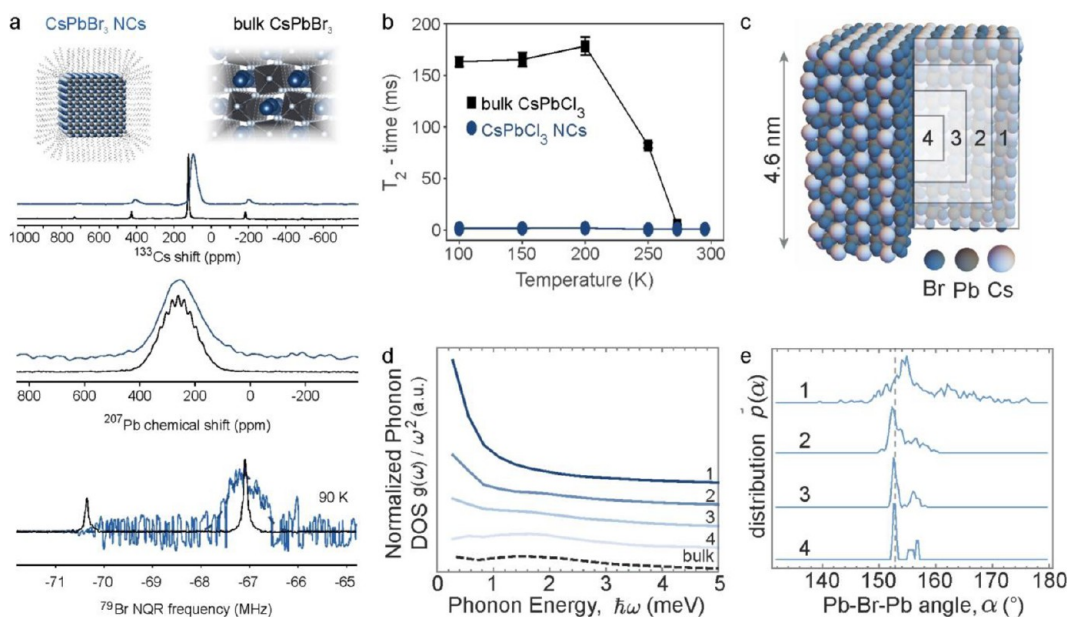 a
CsPbBr₃ NCs
bulk CsPbBr₃
1000 800 600 400 200 0 -200 -400 -600
¹³³Cs shift (ppm)
800 600 400 200 0 -200
²⁰⁷Pb chemical shift (ppm)
90 K
-71 -70 -69 -68 -67 -66 -65
⁷⁹Br NQR frequency (MHz)
b
T₂ - time (ms)
200
150
100
50
0
bulk CsPbCl₃
CsPbCl₃ NCs
100 150 200 250 300
Temperature (K)
c
4.6 nm
4 3 2 1
Br Pb Cs
d
Normalized Phonon
DOS g(ω) / ω² (a.u.)
1
2
3
4
bulk
0 1 2 3 4 5
Phonon Energy, ℏω (meV)
e
distribution p(α)
1
2
3
4
140 150 160 170 180
Pb-Br-Pb angle, α (°)